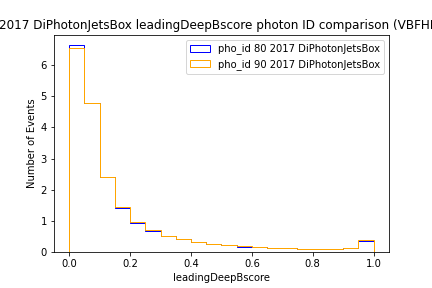 2017 DiPhotonJetsBox leadingDeepBscore photon ID comparison (VBFH
pho_id 80 2017 DiPhotonJetsBox
pho_id 90 2017 DiPhotonJetsBox
Number of Events
6
5
4
3
2
1
0
0.0 0.2 0.4 0.6 0.8 1.0
leadingDeepBscore